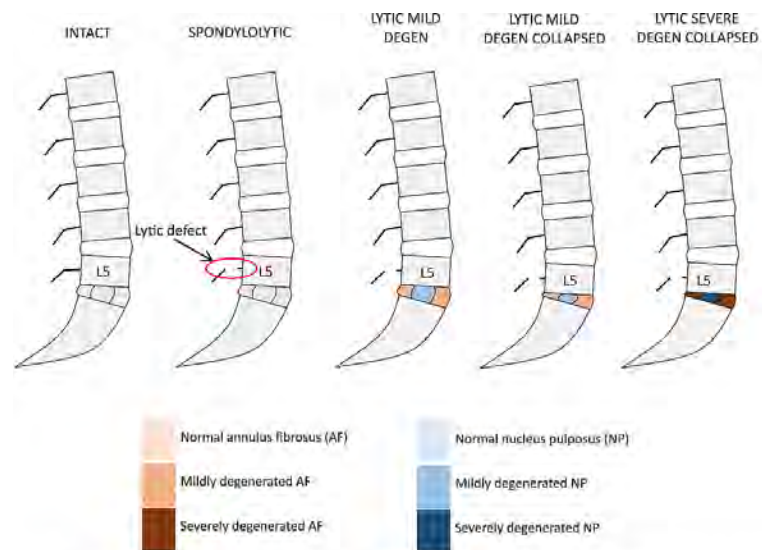 INTACT
SPONDYLOLYTIC
LYTIC MILD
DEGEN
LYTIC MILD
DEGEN COLLAPSED
LYTIC SEVERE
DEGEN COLLAPSED
Lytic defect
L5
L5
L5
L5
L5
Normal annulus fibrosus (AF)
Normal nucleus pulposus (NP)
Mildly degenerated AF
Mildly degenerated NP
Severely degenerated AF
Severely degenerated NP